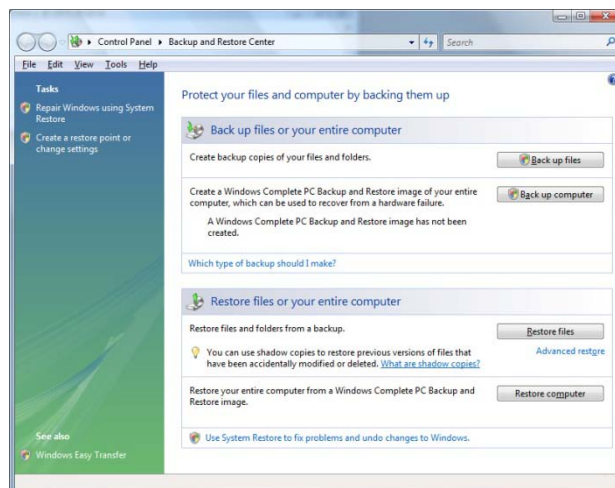 Control Panel ▸ Backup and Restore Center
Search
File Edit View Tools Help
Tasks
Repair Windows using System
Restore
Create a restore point or
change settings
See also
Windows Easy Transfer
Protect your files and computer by backing them up
Back up files or your entire computer
Create backup copies of your files and folders.
Back up files
Create a Windows Complete PC Backup and Restore image of your entire
computer, which can be used to recover from a hardware failure.
Back up computer
A Windows Complete PC Backup and Restore image has not been
created.
Which type of backup should I make?
Restore files or your entire computer
Restore files and folders from a backup.
Restore files
You can use shadow copies to restore previous versions of files that
have been accidentally modified or deleted. What are shadow copies?
Advanced restore
Restore your entire computer from a Windows Complete PC Backup and
Restore image.
Restore computer
Use System Restore to fix problems and undo changes to Windows.